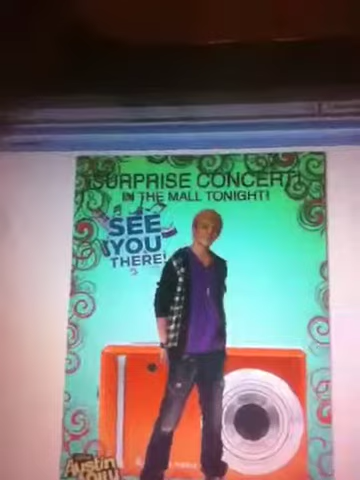 SURPRISE CONCERT!
IN THE MALL TONIGHT!
SEE
YOU
THERE!
Austin